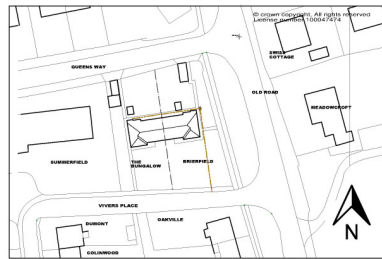 © crown copyright, All rights reserved
License number 100047474
SWISS
COTTAGE
QUEENS WAY
OLD ROAD
MEADOWCROFT
SUMMERFIELD
THE
BUNGALOW
BRIERFIELD
VIVERS PLACE
OAKVILLE
DUMONT
COLINWOOD
N